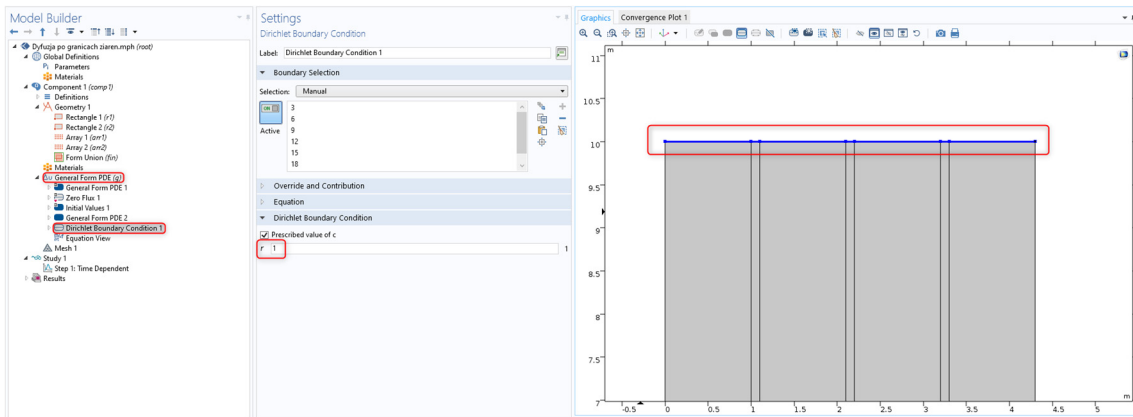 Model Builder
Dyfuzja po granicach ziaren.mph (root)
Global Definitions
Pi Parameters
Materials
Component 1 (comp1)
Definitions
Geometry 1
Rectangle 1 (r1)
Rectangle 2 (r2)
Array 1 (arr1)
Array 2 (arr2)
Form Union (fin)
Materials
Δu General Form PDE (g)
General Form PDE 1
Zero Flux 1
Initial Values 1
General Form PDE 2
Dirichlet Boundary Condition 1
Equation View
Mesh 1
Study 1
Step 1: Time Dependent
Results
Settings
Dirichlet Boundary Condition
Label: Dirichlet Boundary Condition 1
Boundary Selection
Selection: Manual
Active
3
6
9
12
15
18
Override and Contribution
Equation
Dirichlet Boundary Condition
Prescribed value of c
r 1 1
Graphics Convergence Plot 1
m
11
10.5
10
9.5
9
8.5
8
7.5
7
-0.5 0 0.5 1 1.5 2 2.5 3 3.5 4 4.5 5
m